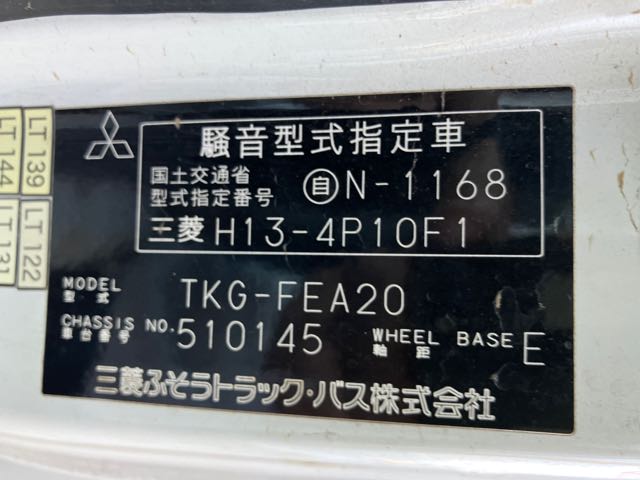 騒音型式指定車
国土交通省
型式指定番号 自N-1168
三菱 H13-4P10F1
MODEL
型式 TKG-FEA20
CHASSIS NO.
車台番号 510145
WHEEL BASE
軸距 E
三菱ふそうトラック・バス株式会社
LT 139
LT 144
LT 122
LT 131